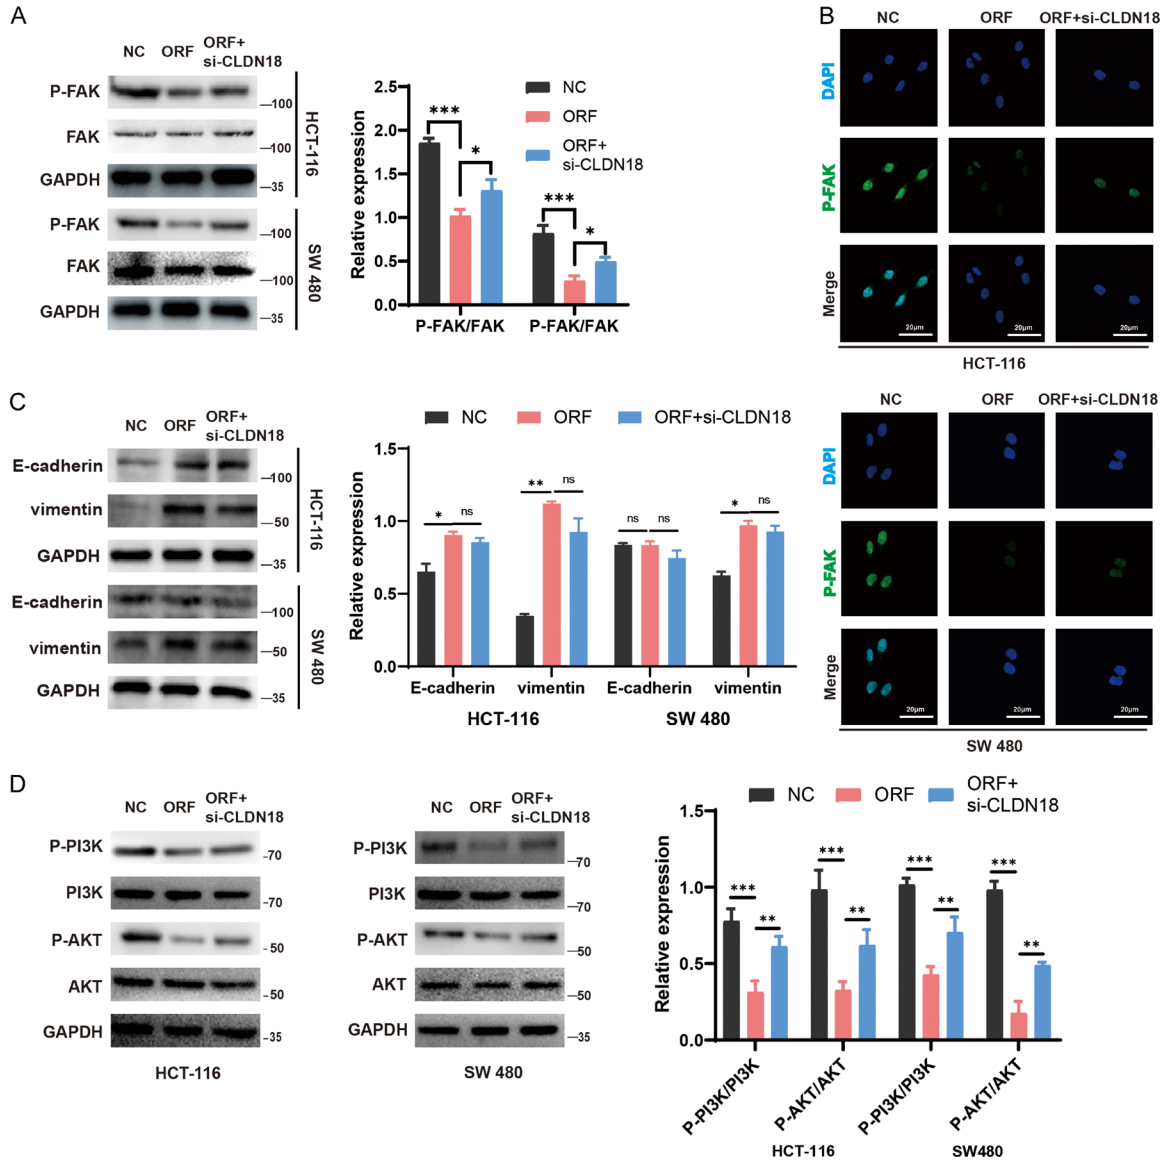 A
NC ORF ORF+
si-CLDN18
P-FAK
—100
FAK
—100
GAPDH
—35
HCT-116
P-FAK
—100
FAK
—100
GAPDH
—35
SW 480
Relative expression
2.5
2.0
1.5
1.0
0.5
0.0
NC
ORF
ORF+
si-CLDN18
***
*
***
*
P-FAK/FAK P-FAK/FAK
B
NC ORF ORF+si-CLDN18
DAPI
P-FAK
Merge
20μm 20μm 20μm
HCT-116
NC ORF ORF+si-CLDN18
DAPI
P-FAK
Merge
20μm 20μm 20μm
SW 480
C
NC ORF ORF+
si-CLDN18
E-cadherin
—100
vimentin
—50
GAPDH
—35
HCT-116
E-cadherin
—100
vimentin
—50
GAPDH
—35
SW 480
NC ORF ORF+si-CLDN18
Relative expression
1.5
1.0
0.5
0.0
* ns ** ns ns ns * ns
E-cadherin vimentin E-cadherin vimentin
HCT-116 SW 480
D
NC ORF ORF+
si-CLDN18
P-PI3K
-70
PI3K
P-AKT
-50
AKT
-50
GAPDH
-35
HCT-116
NC ORF ORF+
si-CLDN18
P-PI3K
—70
PI3K
P-AKT
—50
AKT
—50
GAPDH
—35
SW 480
NC ORF ORF+
si-CLDN18
Relative expression
1.5
1.0
0.5
0.0
*** ** *** ** *** ** *** **
P-PI3K/PI3K P-AKT/AKT P-PI3K/PI3K P-AKT/AKT
HCT-116 SW480